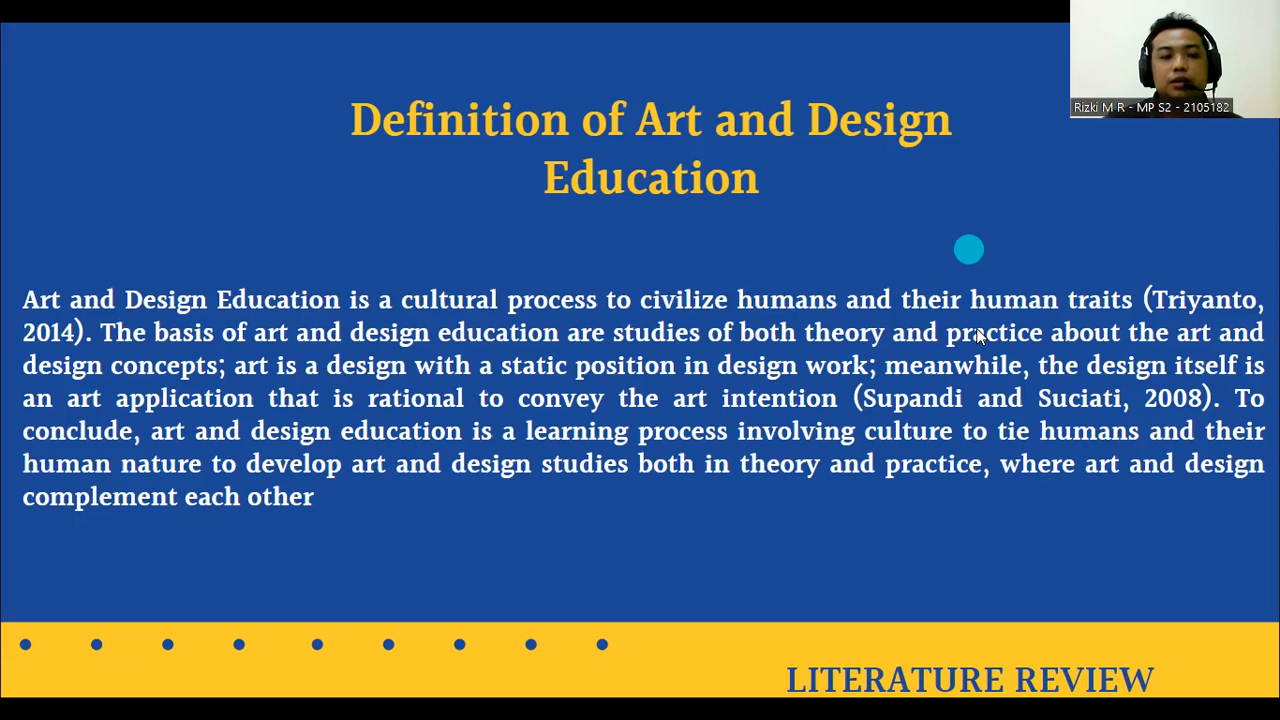 Rizki M R - MP S2 - 2105182
Definition of Art and Design
Education
Art and Design Education is a cultural process to civilize humans and their human traits (Triyanto,
2014). The basis of art and design education are studies of both theory and practice about the art and
design concepts; art is a design with a static position in design work; meanwhile, the design itself is
an art application that is rational to convey the art intention (Supandi and Suciati, 2008). To
conclude, art and design education is a learning process involving culture to tie humans and their
human nature to develop art and design studies both in theory and practice, where art and design
complement each other
LITERATURE REVIEW